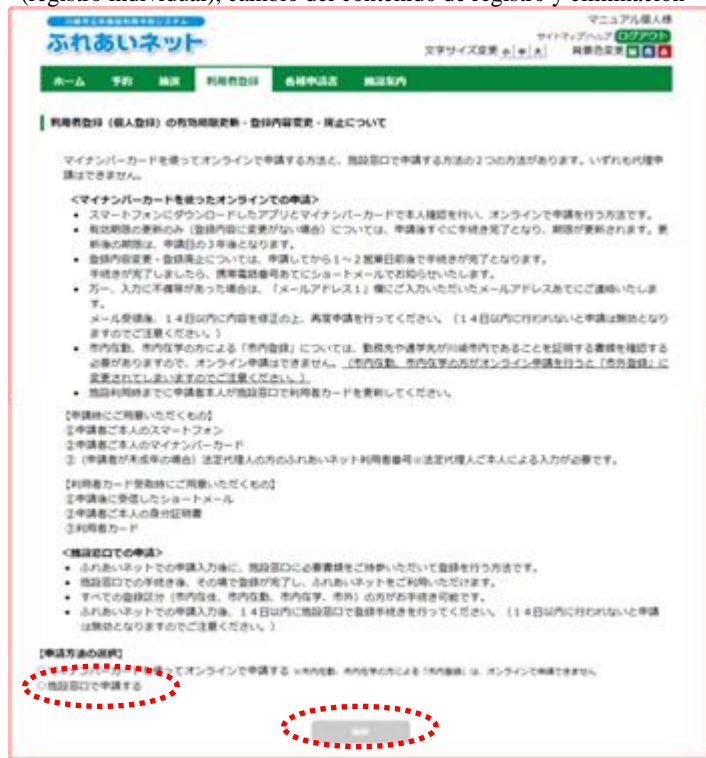 (registro individual), cambio del contenido de registro y eliminación
ふれあいネット
マニュアル個人様
サイトマップ ヘルプ ログアウト
文字サイズ変更 背景色変更
ホーム 予約 抽選 利用者登録 各種申請書 施設案内
利用者登録（個人登録）の有効期限更新・登録内容変更・廃止について
マイナンバーカードを使ってオンラインで申請する方法と、施設窓口で申請する方法の2つの方法があります。いずれも代理申
請はできません。
<マイナンバーカードを使ったオンラインでの申請>
• スマートフォンにダウンロードしたアプリとマイナンバーカードで本人確認を行い、オンラインで申請を行う方法です。
• 有効期限の更新のみ（登録内容に変更がない場合）については、申請後すぐに手続き完了となり、期限が更新されます。更
新後の期限は、申請日の3年後となります。
• 登録内容変更・登録廃止については、申請してから1～2営業日前後で手続きが完了となります。
手続きが完了しましたら、携帯電話番号あてにショートメールでお知らせいたします。
• 万一、入力に不備等があった場合は、「メールアドレス1」欄にご入力いただいたメールアドレスあてにご連絡いたしま
す。
メール受信後、14日以内に内容を修正の上、再度申請を行ってください。（14日以内に行われないと申請は無効となり
ますのでご注意ください。）
• 市内在勤、市内在学の方による「市内登録」については、勤務先や通学先が川崎市内であることを証明する書類を確認する
必要がありますので、オンライン申請はできません。（市内在勤、市内在学の方がオンライン申請を行うと「市外登録」に
変更されてしまいますのでご注意ください。）
• 施設利用時までに申請者本人が施設窓口で利用者カードを更新してください。
【申請時にご用意いただくもの】
①申請者ご本人のスマートフォン
②申請者ご本人のマイナンバーカード
③（申請者が未成年の場合）法定代理人の方のふれあいネット利用者番号※法定代理人ご本人による入力が必要です。
【利用者カード受取時にご用意いただくもの】
①申請後に受信したショートメール
②申請者ご本人の身分証明書
③利用者カード
<施設窓口での申請>
• ふれあいネットでの申請入力後に、施設窓口に必要書類をご持参いただいて登録を行う方法です。
• 施設窓口での手続き後、その場で登録が完了し、ふれあいネットをご利用いただけます。
• すべての登録区分（市内在住、市内在勤、市内在学、市外）の方がお手続き可能です。
• ふれあいネットでの申請入力後、14日以内に施設窓口で登録手続きを行ってください。（14日以内に行われないと申請
は無効となりますのでご注意ください。）
【申請方法の選択】
○マイナンバーカードを使ってオンラインで申請する ※市内在勤、市内在学の方による「市内登録」は、オンラインで申請できません。
○施設窓口で申請する